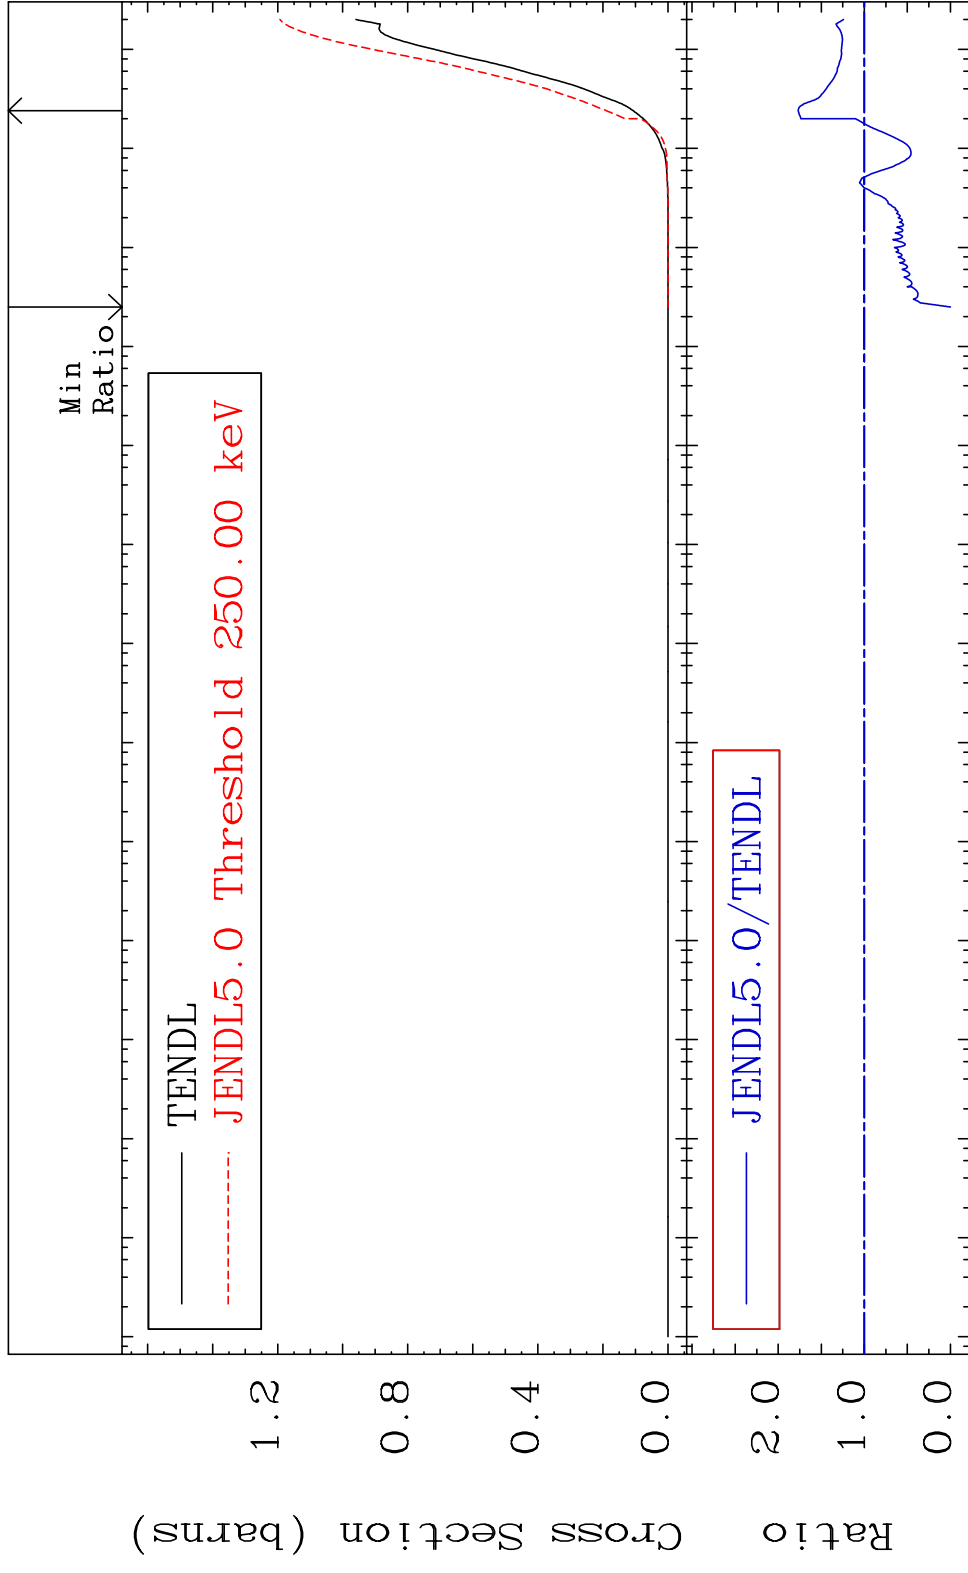 Min
Ratio
TENDL
JENDL5.0 Threshold 250.00 keV
1.2
0.8
0.4
0.0
Cross Section (barns)
JENDL5.0/TENDL
2.0
1.0
0.0
Ratio